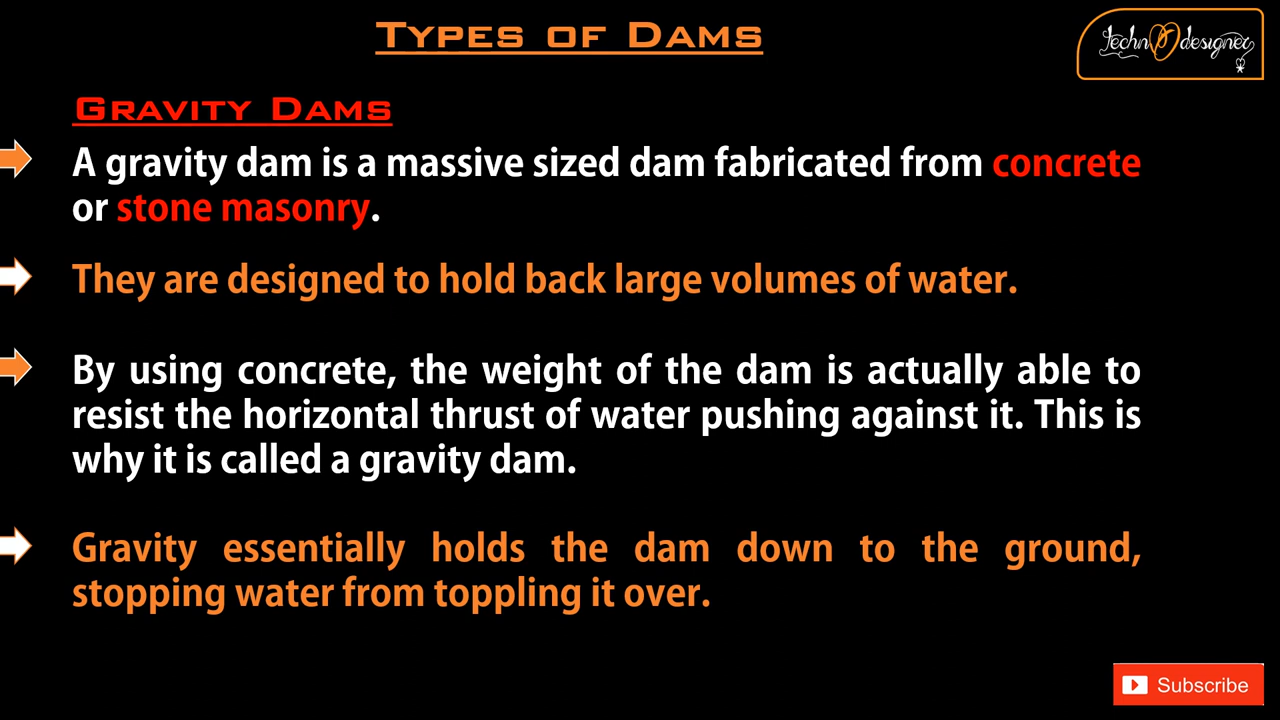 Types of Dams
Techno designer
Gravity Dams
A gravity dam is a massive sized dam fabricated from concrete
or stone masonry.
They are designed to hold back large volumes of water.
By using concrete, the weight of the dam is actually able to
resist the horizontal thrust of water pushing against it. This is
why it is called a gravity dam.
Gravity essentially holds the dam down to the ground,
stopping water from toppling it over.
Subscribe